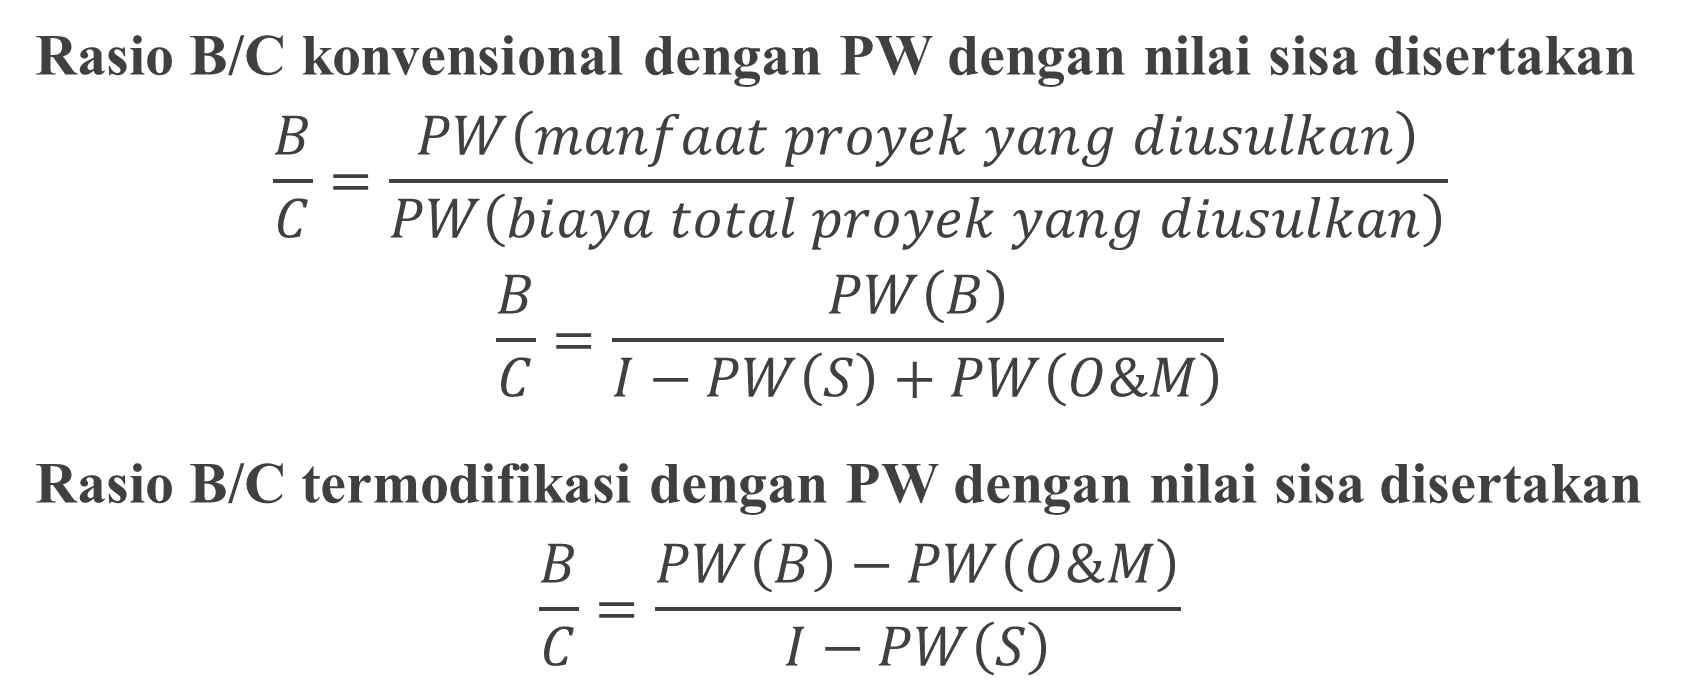 Rasio B/C konvensional dengan PW dengan nilai sisa disertakan
B/C = PW(manfaat proyek yang diusulkan)/PW(biaya total proyek yang diusulkan)
B/C = PW(B)/I − PW(S) + PW(O&M)
Rasio B/C termodifikasi dengan PW dengan nilai sisa disertakan
B/C = PW(B) − PW(O&M)/I − PW(S)